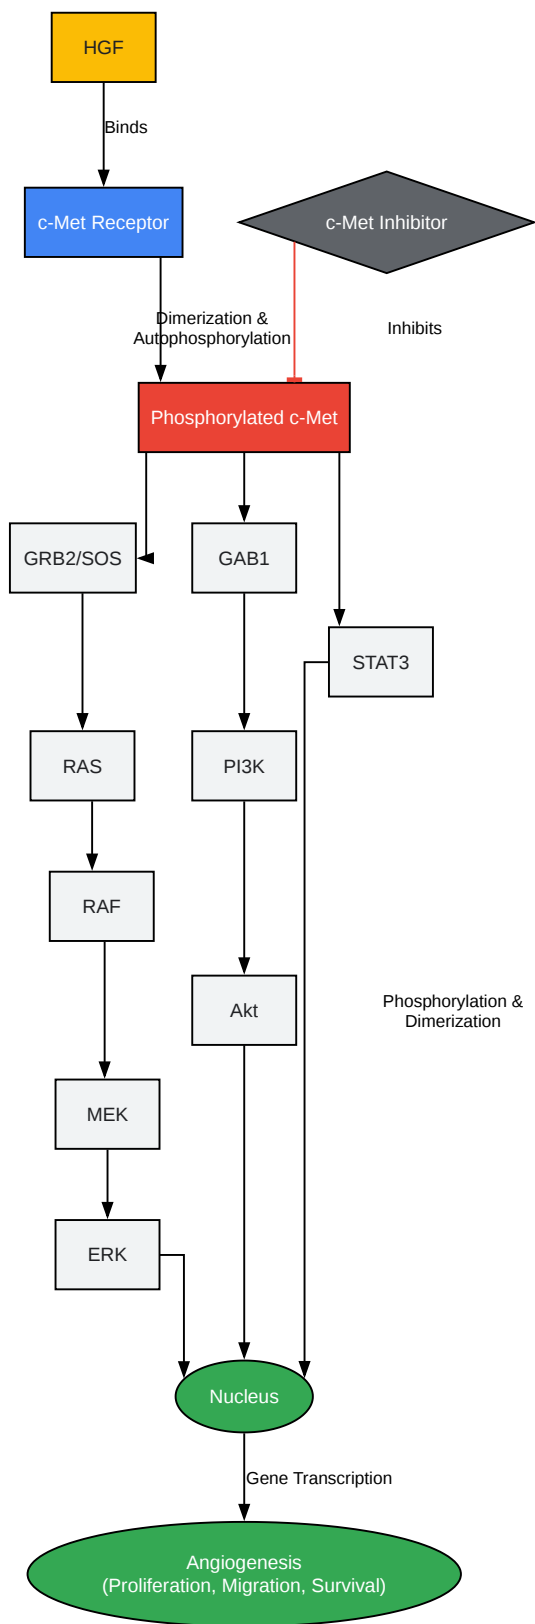 HGF
Binds
c-Met Receptor
c-Met Inhibitor
Dimerization &
Autophosphorylation
Inhibits
Phosphorylated c-Met
GRB2/SOS
GAB1
STAT3
RAS
PI3K
RAF
Akt
Phosphorylation &
Dimerization
MEK
ERK
Nucleus
Gene Transcription
Angiogenesis
(Proliferation, Migration, Survival)